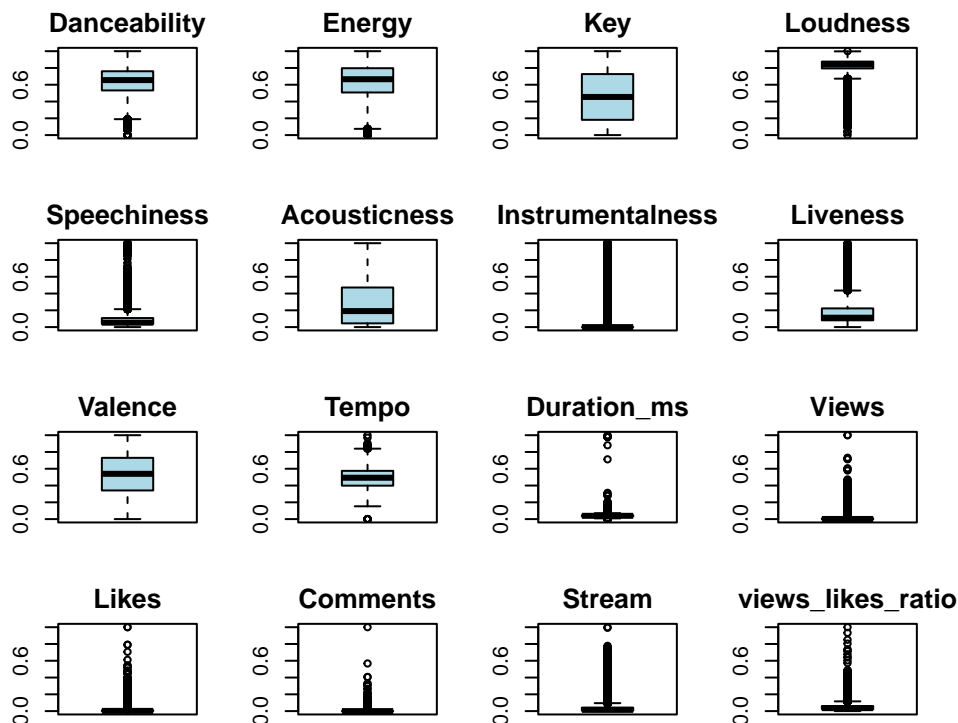 Danceability Energy Key Loudness
0.0 0.6 0.0 0.6 0.0 0.6 0.0 0.6
Speechiness Acousticness Instrumentalness Liveness
0.0 0.6 0.0 0.6 0.0 0.6 0.0 0.6
Valence Tempo Duration_ms Views
0.0 0.6 0.0 0.6 0.0 0.6 0.0 0.6
Likes Comments Stream views_likes_ratio
0.0 0.6 0.0 0.6 0.0 0.6 0.0 0.6